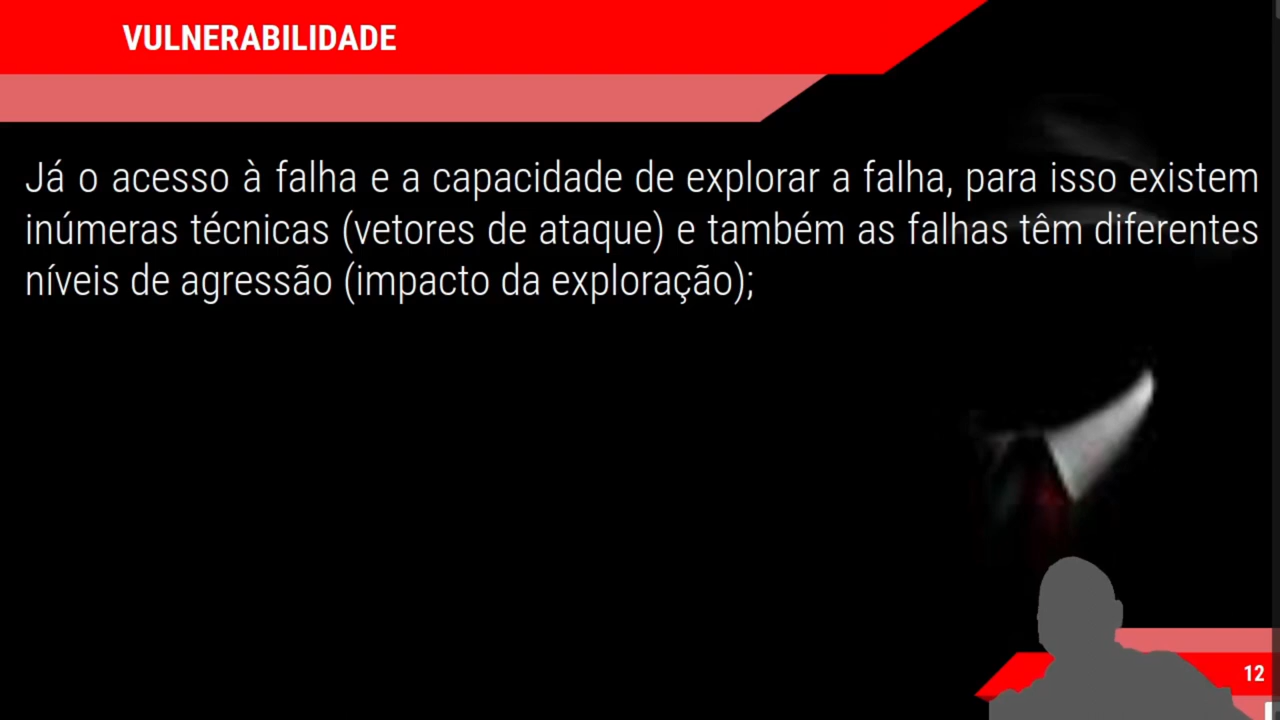 VULNERABILIDADE
Já o acesso à falha e a capacidade de explorar a falha, para isso existem
inúmeras técnicas (vetores de ataque) e também as falhas têm diferentes
níveis de agressão (impacto da exploração);
12